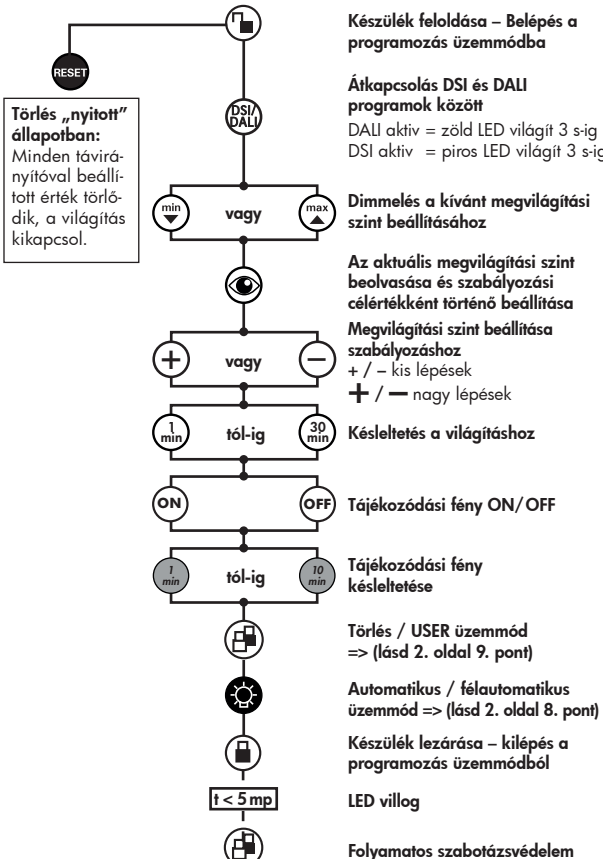 Készülék feloldása – Belépés a
programozás üzemmódba
RESET
Törlés „nyitott”
állapotban:
Minden távirá-
nyítóval beállí-
tott érték törlő-
dik, a világítás
kikapcsol.
DSI/
DALI
Átkapcsolás DSI és DALI
programok között
DALI aktiv = zöld LED világít 3 s-ig
DSI aktiv = piros LED világít 3 s-ig
min
vagy
max
Dimmelés a kívánt megvilágítási
szint beállításához
Az aktuális megvilágítási szint
beolvasása és szabályozási
célértékként történő beállítása
+
vagy
–
Megvilágítási szint beállítása
szabályozáshoz
+ / – kis lépések
+ / – nagy lépések
1
min
tól-ig
30
min
Késleltetés a világításhoz
ON
OFF
Tájékozódási fény ON/OFF
1
min
tól-ig
10
min
Tájékozódási fény
késleltetése
Törlés / USER üzemmód
=> (lásd 2. oldal 9. pont)
Automatikus / félautomatikus
üzemmód => (lásd 2. oldal 8. pont)
Készülék lezárása – kilépés a
programozás üzemmódból
t < 5 mp
LED villog
Folyamatos szabotázsvédelem